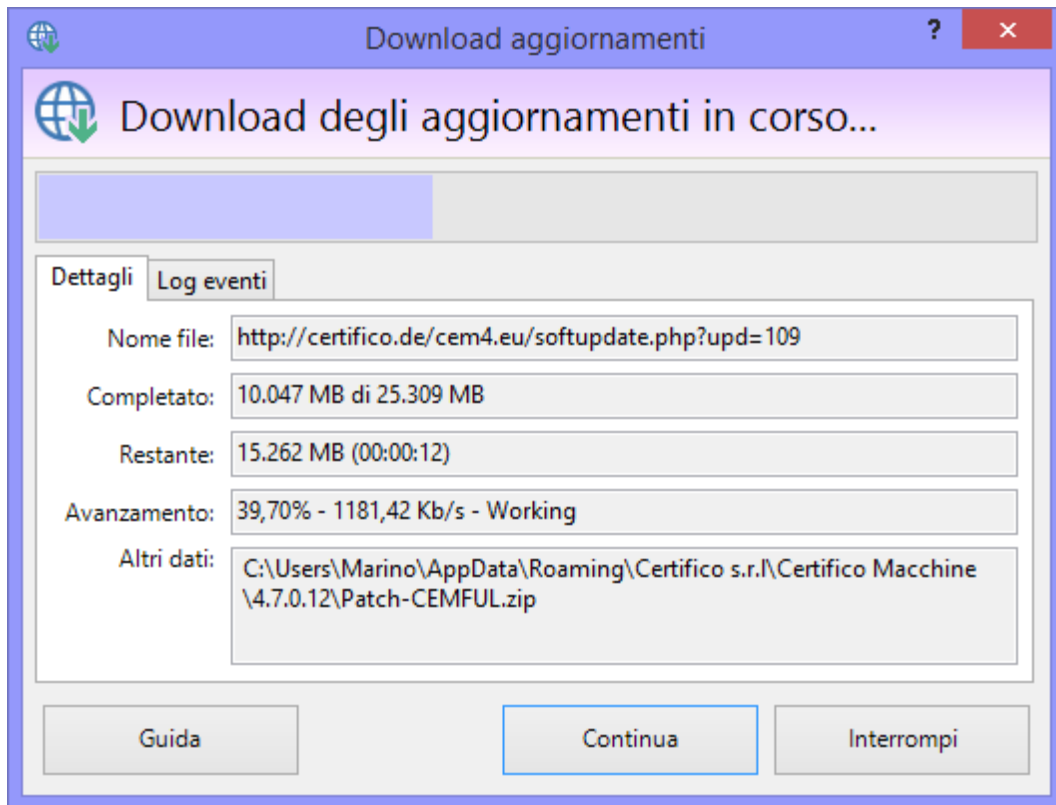 Download aggiornamenti ?
Download degli aggiornamenti in corso...
Dettagli Log eventi
Nome file: http://certifico.de/cem4.eu/softupdate.php?upd=109
Completato: 10.047 MB di 25.309 MB
Restante: 15.262 MB (00:00:12)
Avanzamento: 39,70% - 1181,42 Kb/s - Working
Altri dati: C:\Users\Marino\AppData\Roaming\Certifico s.r.l\Certifico Macchine
\4.7.0.12\Patch-CEMFUL.zip
Guida Continua Interrompi